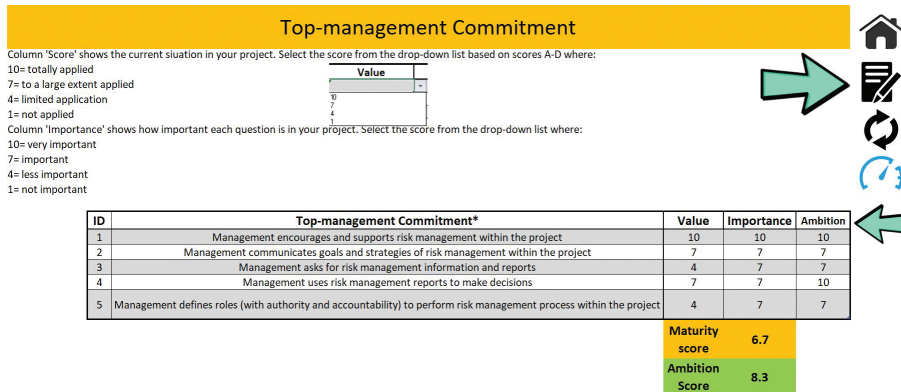 Top-management Commitment
Column 'Score' shows the current siuation in your project. Select the score from the drop-down list based on scores A-D where:
10= totally applied
7= to a large extent applied
4= limited application
1= not applied
Value
10
7
4
1
Column 'Importance' shows how important each question is in your project. Select the score from the drop-down list where:
10= very important
7= important
4= less important
1= not important
ID Top-management Commitment* Value Importance Ambition
1 Management encourages and supports risk management within the project 10 10 10
2 Management communicates goals and strategies of risk management within the project 7 7 7
3 Management asks for risk management information and reports 4 7 7
4 Management uses risk management reports to make decisions 7 7 10
5 Management defines roles (with authority and accountability) to perform risk management process within the project 4 7 7
Maturity
score 6.7
Ambition
Score 8.3